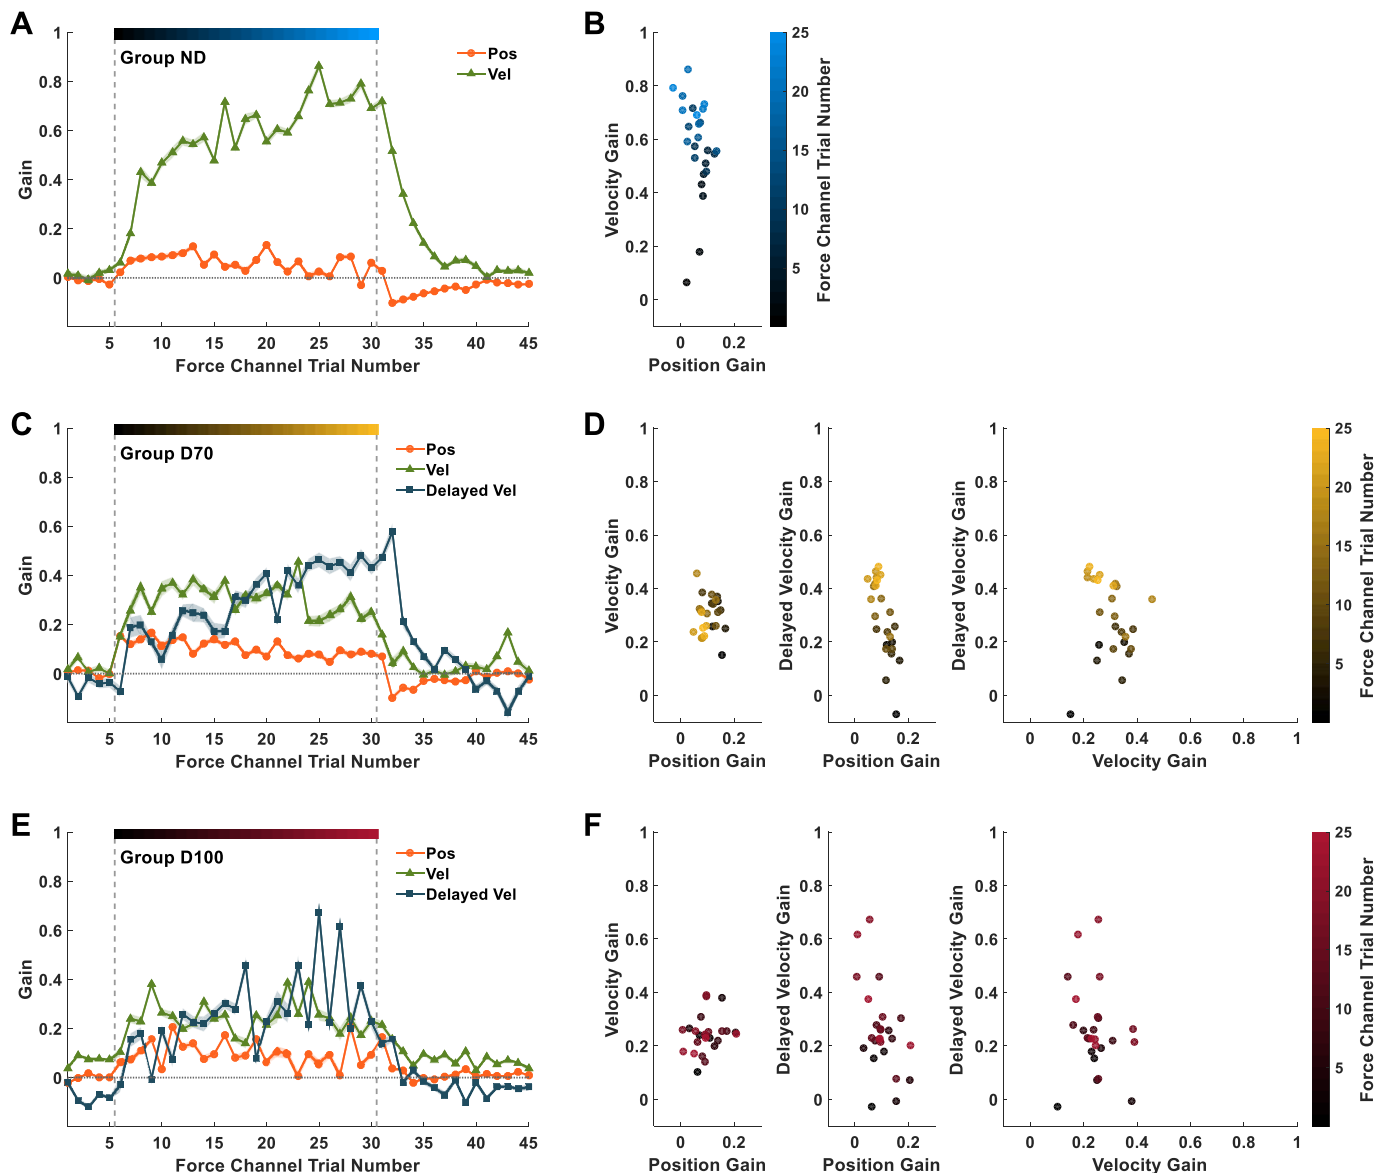 A
Group ND
Pos
Vel
Gain
1
0.8
0.6
0.4
0.2
0
5 10 15 20 25 30 35 40 45
Force Channel Trial Number
B
Velocity Gain
1
0.8
0.6
0.4
0.2
0
0 0.2
Position Gain
25
20
15
10
5
Force Channel Trial Number
C
Group D70
Pos
Vel
Delayed Vel
Gain
1
0.8
0.6
0.4
0.2
0
5 10 15 20 25 30 35 40 45
Force Channel Trial Number
D
Velocity Gain
1
0.8
0.6
0.4
0.2
0
0 0.2
Position Gain
Delayed Velocity Gain
1
0.8
0.6
0.4
0.2
0
0 0.2
Position Gain
Delayed Velocity Gain
1
0.8
0.6
0.4
0.2
0
0 0.2 0.4 0.6 0.8 1
Velocity Gain
25
20
15
10
5
Force Channel Trial Number
E
Group D100
Pos
Vel
Delayed Vel
Gain
1
0.8
0.6
0.4
0.2
0
5 10 15 20 25 30 35 40 45
Force Channel Trial Number
F
Velocity Gain
1
0.8
0.6
0.4
0.2
0
0 0.2
Position Gain
Delayed Velocity Gain
1
0.8
0.6
0.4
0.2
0
0 0.2
Position Gain
Delayed Velocity Gain
1
0.8
0.6
0.4
0.2
0
0 0.2 0.4 0.6 0.8 1
Velocity Gain
25
20
15
10
5
Force Channel Trial Number